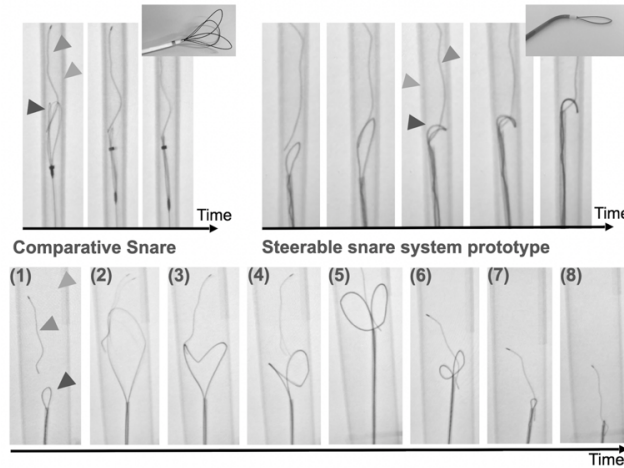 Time
Time
Comparative Snare
Steerable snare system prototype
(1)
(2)
(3)
(4)
(5)
(6)
(7)
(8)
Time